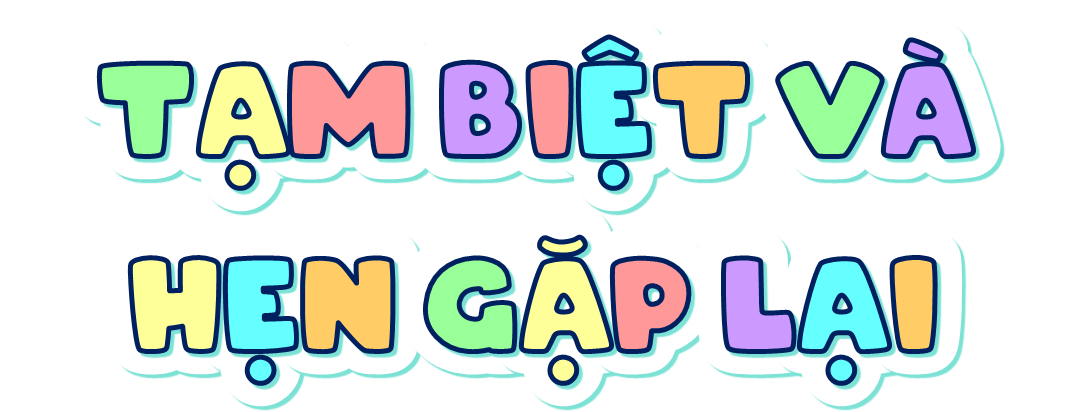 TẠM BIỆT VÀ
HẸN GẶP LẠI